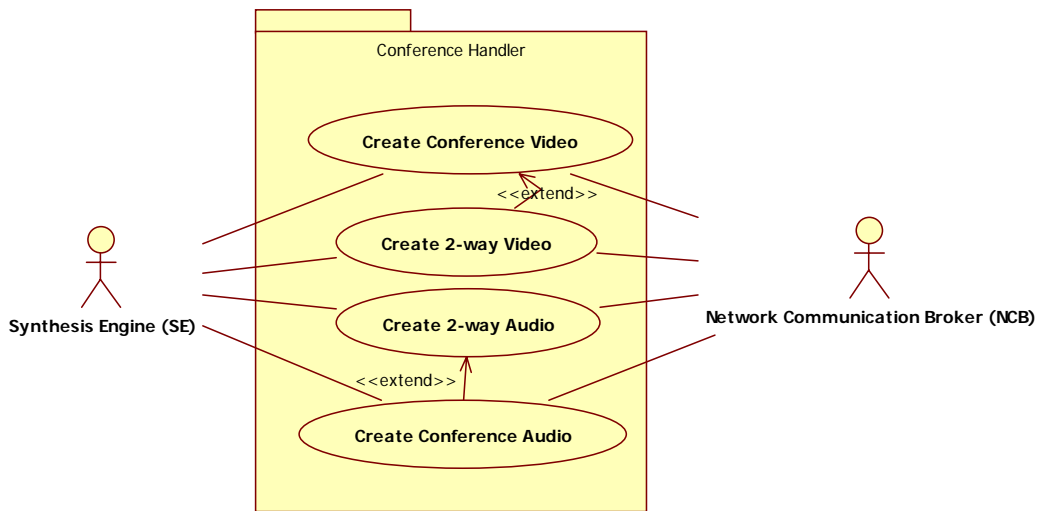 Conference Handler
Create Conference Video
<<extend>>
Create 2-way Video
Create 2-way Audio
Synthesis Engine (SE)
Network Communication Broker (NCB)
<<extend>>
Create Conference Audio